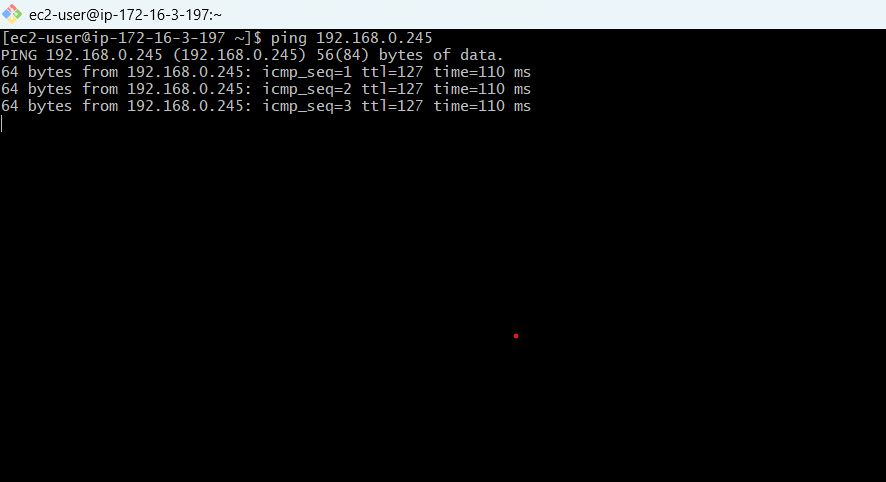 ec2-user@ip-172-16-3-197:~
[ec2-user@ip-172-16-3-197 ~]$ ping 192.168.0.245
PING 192.168.0.245 (192.168.0.245) 56(84) bytes of data.
64 bytes from 192.168.0.245: icmp_seq=1 ttl=127 time=110 ms
64 bytes from 192.168.0.245: icmp_seq=2 ttl=127 time=110 ms
64 bytes from 192.168.0.245: icmp_seq=3 ttl=127 time=110 ms